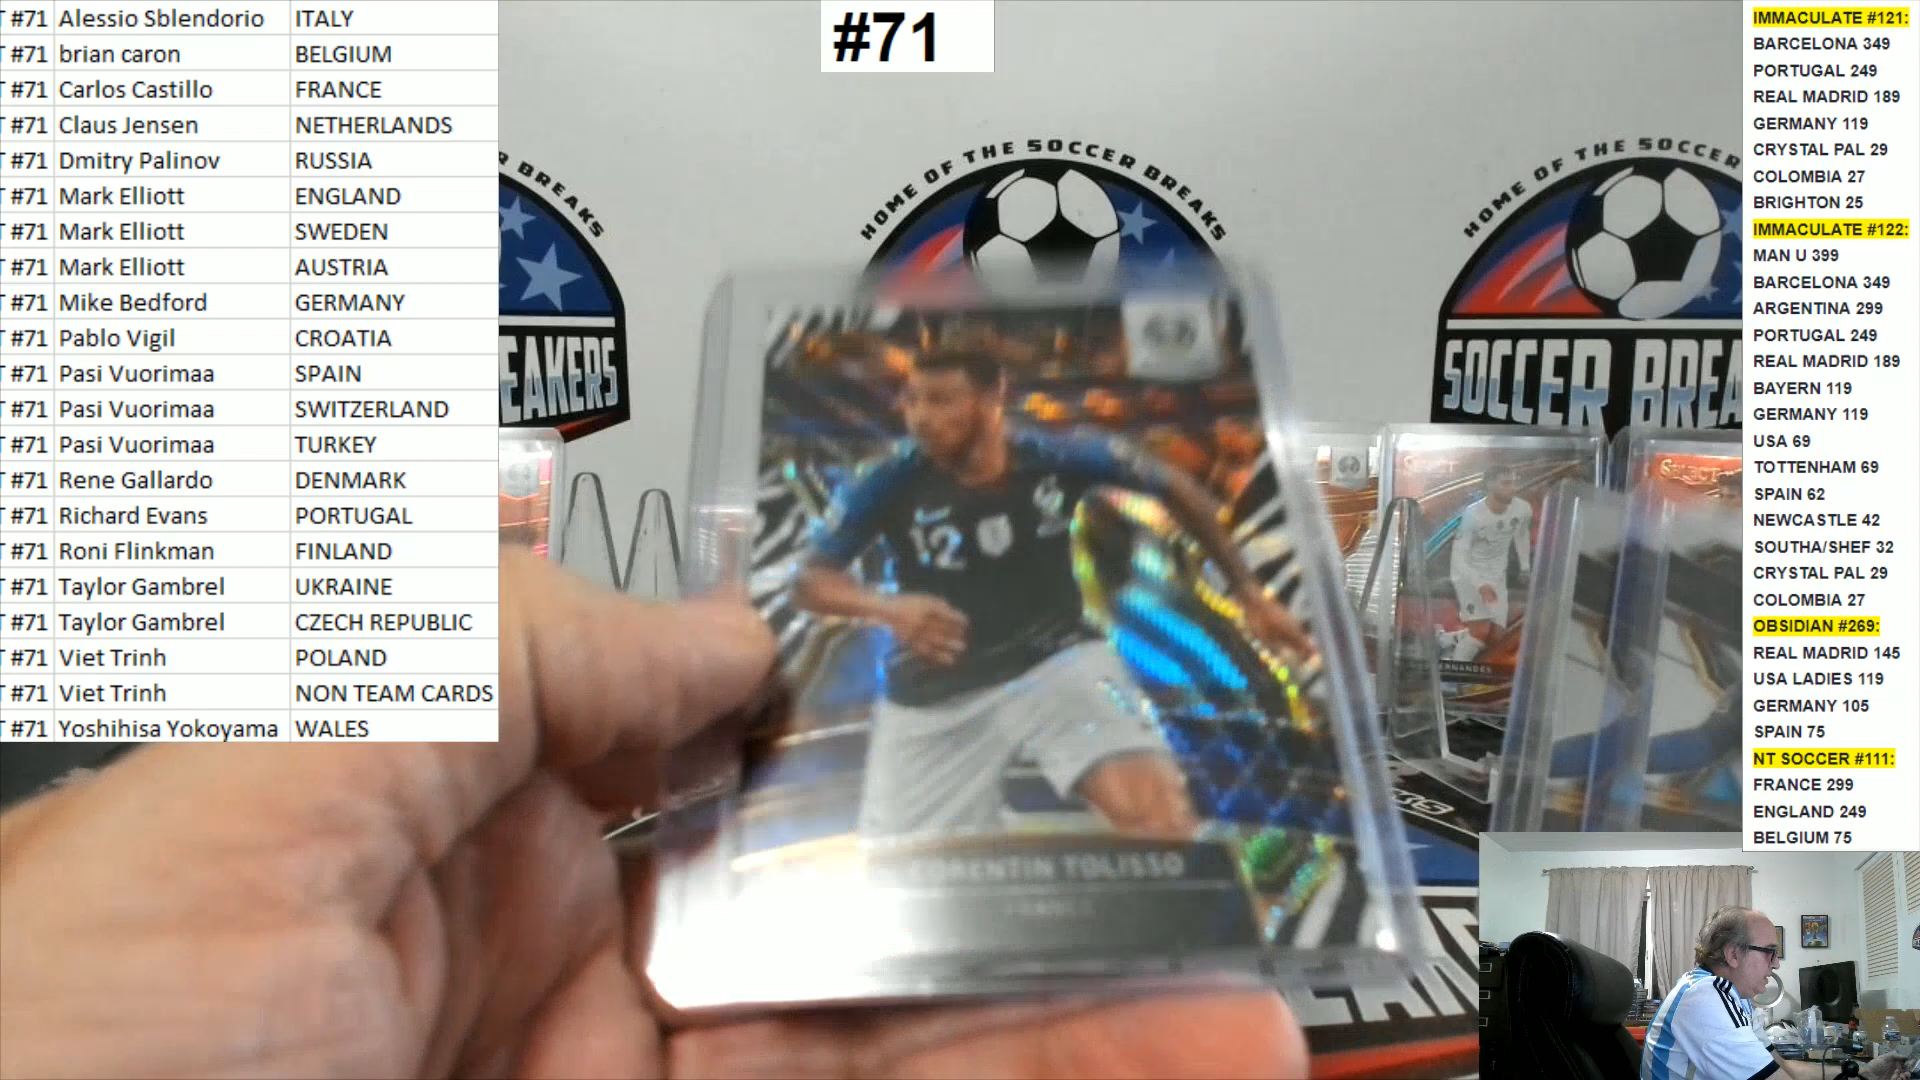 T #71 Alessio Sblendorio ITALY
T #71 brian caron BELGIUM
T #71 Carlos Castillo FRANCE
T #71 Claus Jensen NETHERLANDS
T #71 Dmitry Palinov RUSSIA
T #71 Mark Elliott ENGLAND
T #71 Mark Elliott SWEDEN
T #71 Mark Elliott AUSTRIA
T #71 Mike Bedford GERMANY
T #71 Pablo Vigil CROATIA
T #71 Pasi Vuorimaa SPAIN
T #71 Pasi Vuorimaa SWITZERLAND
T #71 Pasi Vuorimaa TURKEY
T #71 Rene Gallardo DENMARK
T #71 Richard Evans PORTUGAL
T #71 Roni Flinkman FINLAND
T #71 Taylor Gambrel UKRAINE
T #71 Taylor Gambrel CZECH REPUBLIC
T #71 Viet Trinh POLAND
T #71 Viet Trinh NON TEAM CARDS
T #71 Yoshihisa Yokoyama WALES
#71
R BREAKS
EAKERS
HOME OF THE SOCCER BREAKS
12
CORENTIN TOLISSO
FRANCE
HOME OF THE SOCCER
SOCCER BREA
SELECT
SELECT
IMMACULATE #121:
BARCELONA 349
PORTUGAL 249
REAL MADRID 189
GERMANY 119
CRYSTAL PAL 29
COLOMBIA 27
BRIGHTON 25
IMMACULATE #122:
MAN U 399
BARCELONA 349
ARGENTINA 299
PORTUGAL 249
REAL MADRID 189
BAYERN 119
GERMANY 119
USA 69
TOTTENHAM 69
SPAIN 62
NEWCASTLE 42
SOUTHA/SHEF 32
CRYSTAL PAL 29
COLOMBIA 27
OBSIDIAN #269:
REAL MADRID 145
USA LADIES 119
GERMANY 105
SPAIN 75
NT SOCCER #111:
FRANCE 299
ENGLAND 249
BELGIUM 75